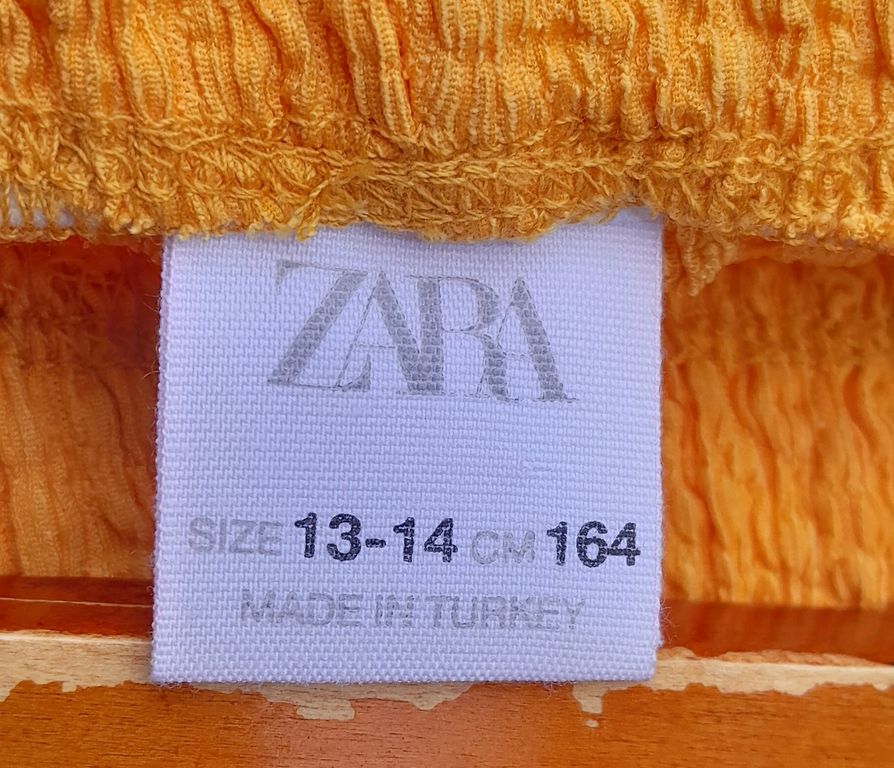 ZARA
SIZE 13-14 CM 164
MADE IN TURKEY